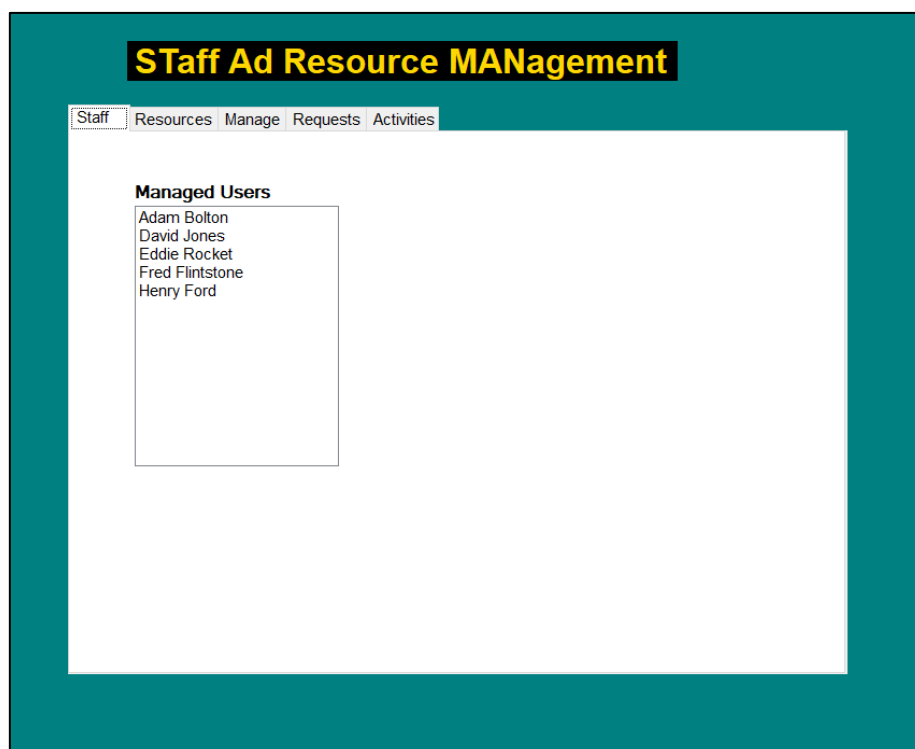 STaff Ad Resource MANagement
Staff Resources Manage Requests Activities
Managed Users
Adam Bolton
David Jones
Eddie Rocket
Fred Flintstone
Henry Ford